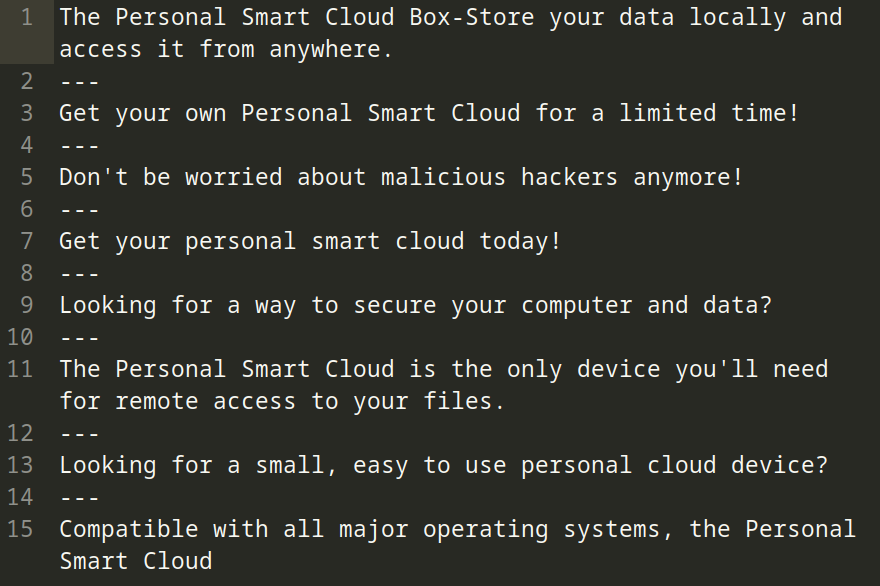 1 The Personal Smart Cloud Box-Store your data locally and
access it from anywhere.
2 ---
3 Get your own Personal Smart Cloud for a limited time!
4 ---
5 Don't be worried about malicious hackers anymore!
6 ---
7 Get your personal smart cloud today!
8 ---
9 Looking for a way to secure your computer and data?
10 ---
11 The Personal Smart Cloud is the only device you'll need
for remote access to your files.
12 ---
13 Looking for a small, easy to use personal cloud device?
14 ---
15 Compatible with all major operating systems, the Personal
Smart Cloud